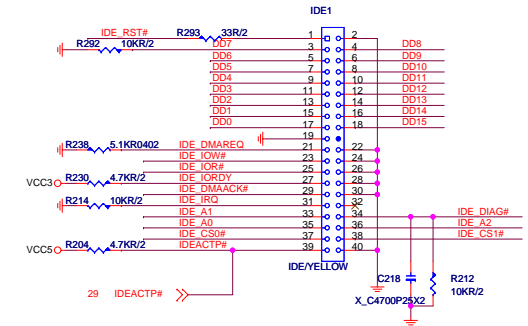 IDE1
IDE_RST# R293 33R/2 1 2
R292 10KR/2 DD7 3 4 DD8
DD6 5 6 DD9
DD5 7 8 DD10
DD4 9 10 DD11
DD3 11 12 DD12
DD2 13 14 DD13
DD1 15 16 DD14
DD0 17 18 DD15
19
R238 5.1KR0402 IDE_DMAREQ 21 22
IDE_IOW# 23 24
IDE_IOR# 25 26
VCC3 R230 4.7KR/2 IDE_IORDY 27 28
IDE_DMAACK# 29 30
R214 10KR/2 IDE_IRQ 31 32
IDE_A1 33 34 IDE_DIAG#
IDE_A0 35 36 IDE_A2
IDE_CS0# 37 38 IDE_CS1#
VCC5 R204 4.7KR/2 IDEACTP# 39 40
IDE/YELLOW
C218 R212
29 IDEACTP# X_C4700P25X2 10KR/2